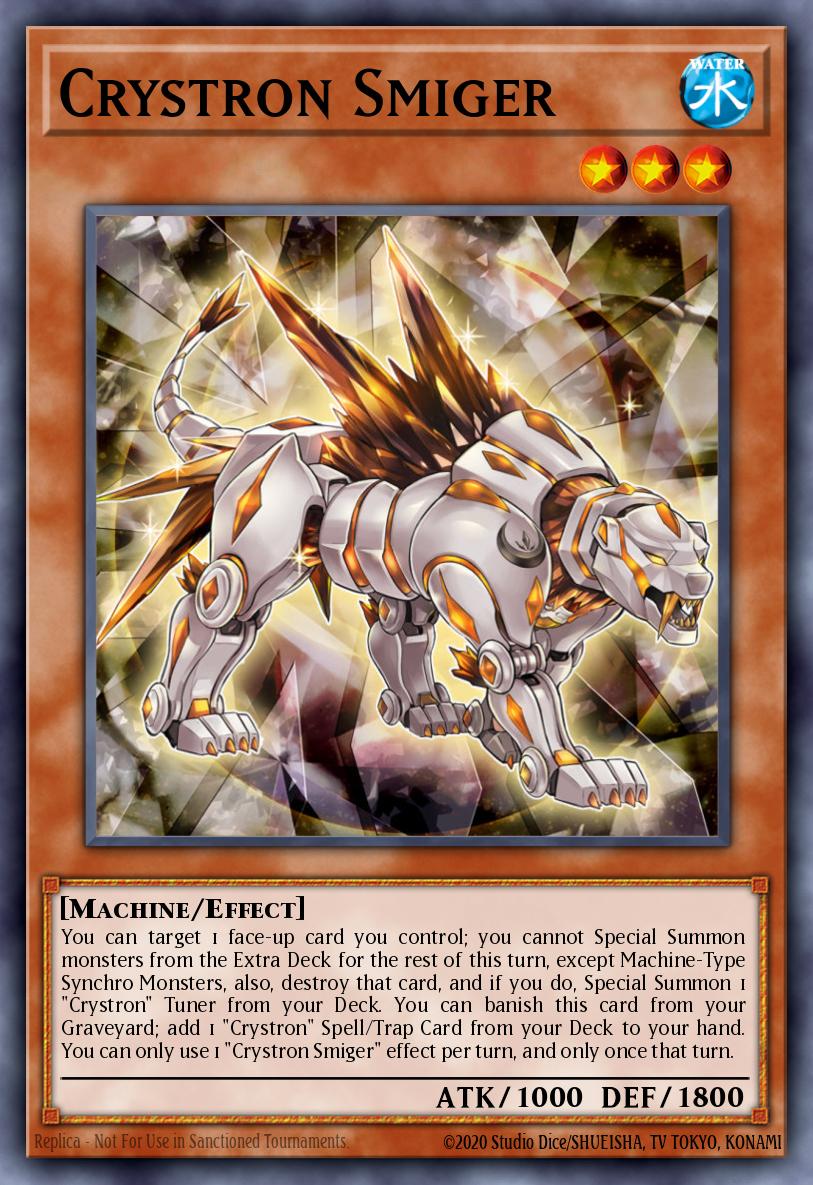 Crystron Smiger
WATER
水
[Machine/Effect]
You can target 1 face-up card you control; you cannot Special Summon
monsters from the Extra Deck for the rest of this turn, except Machine-Type
Synchro Monsters, also, destroy that card, and if you do, Special Summon 1
"Crystron" Tuner from your Deck. You can banish this card from your
Graveyard; add 1 "Crystron" Spell/Trap Card from your Deck to your hand.
You can only use 1 "Crystron Smiger" effect per turn, and only once that turn.
ATK/1000 DEF/1800
Replica - Not For Use in Sanctioned Tournaments.
©2020 Studio Dice/SHUEISHA, TV TOKYO, KONAMI